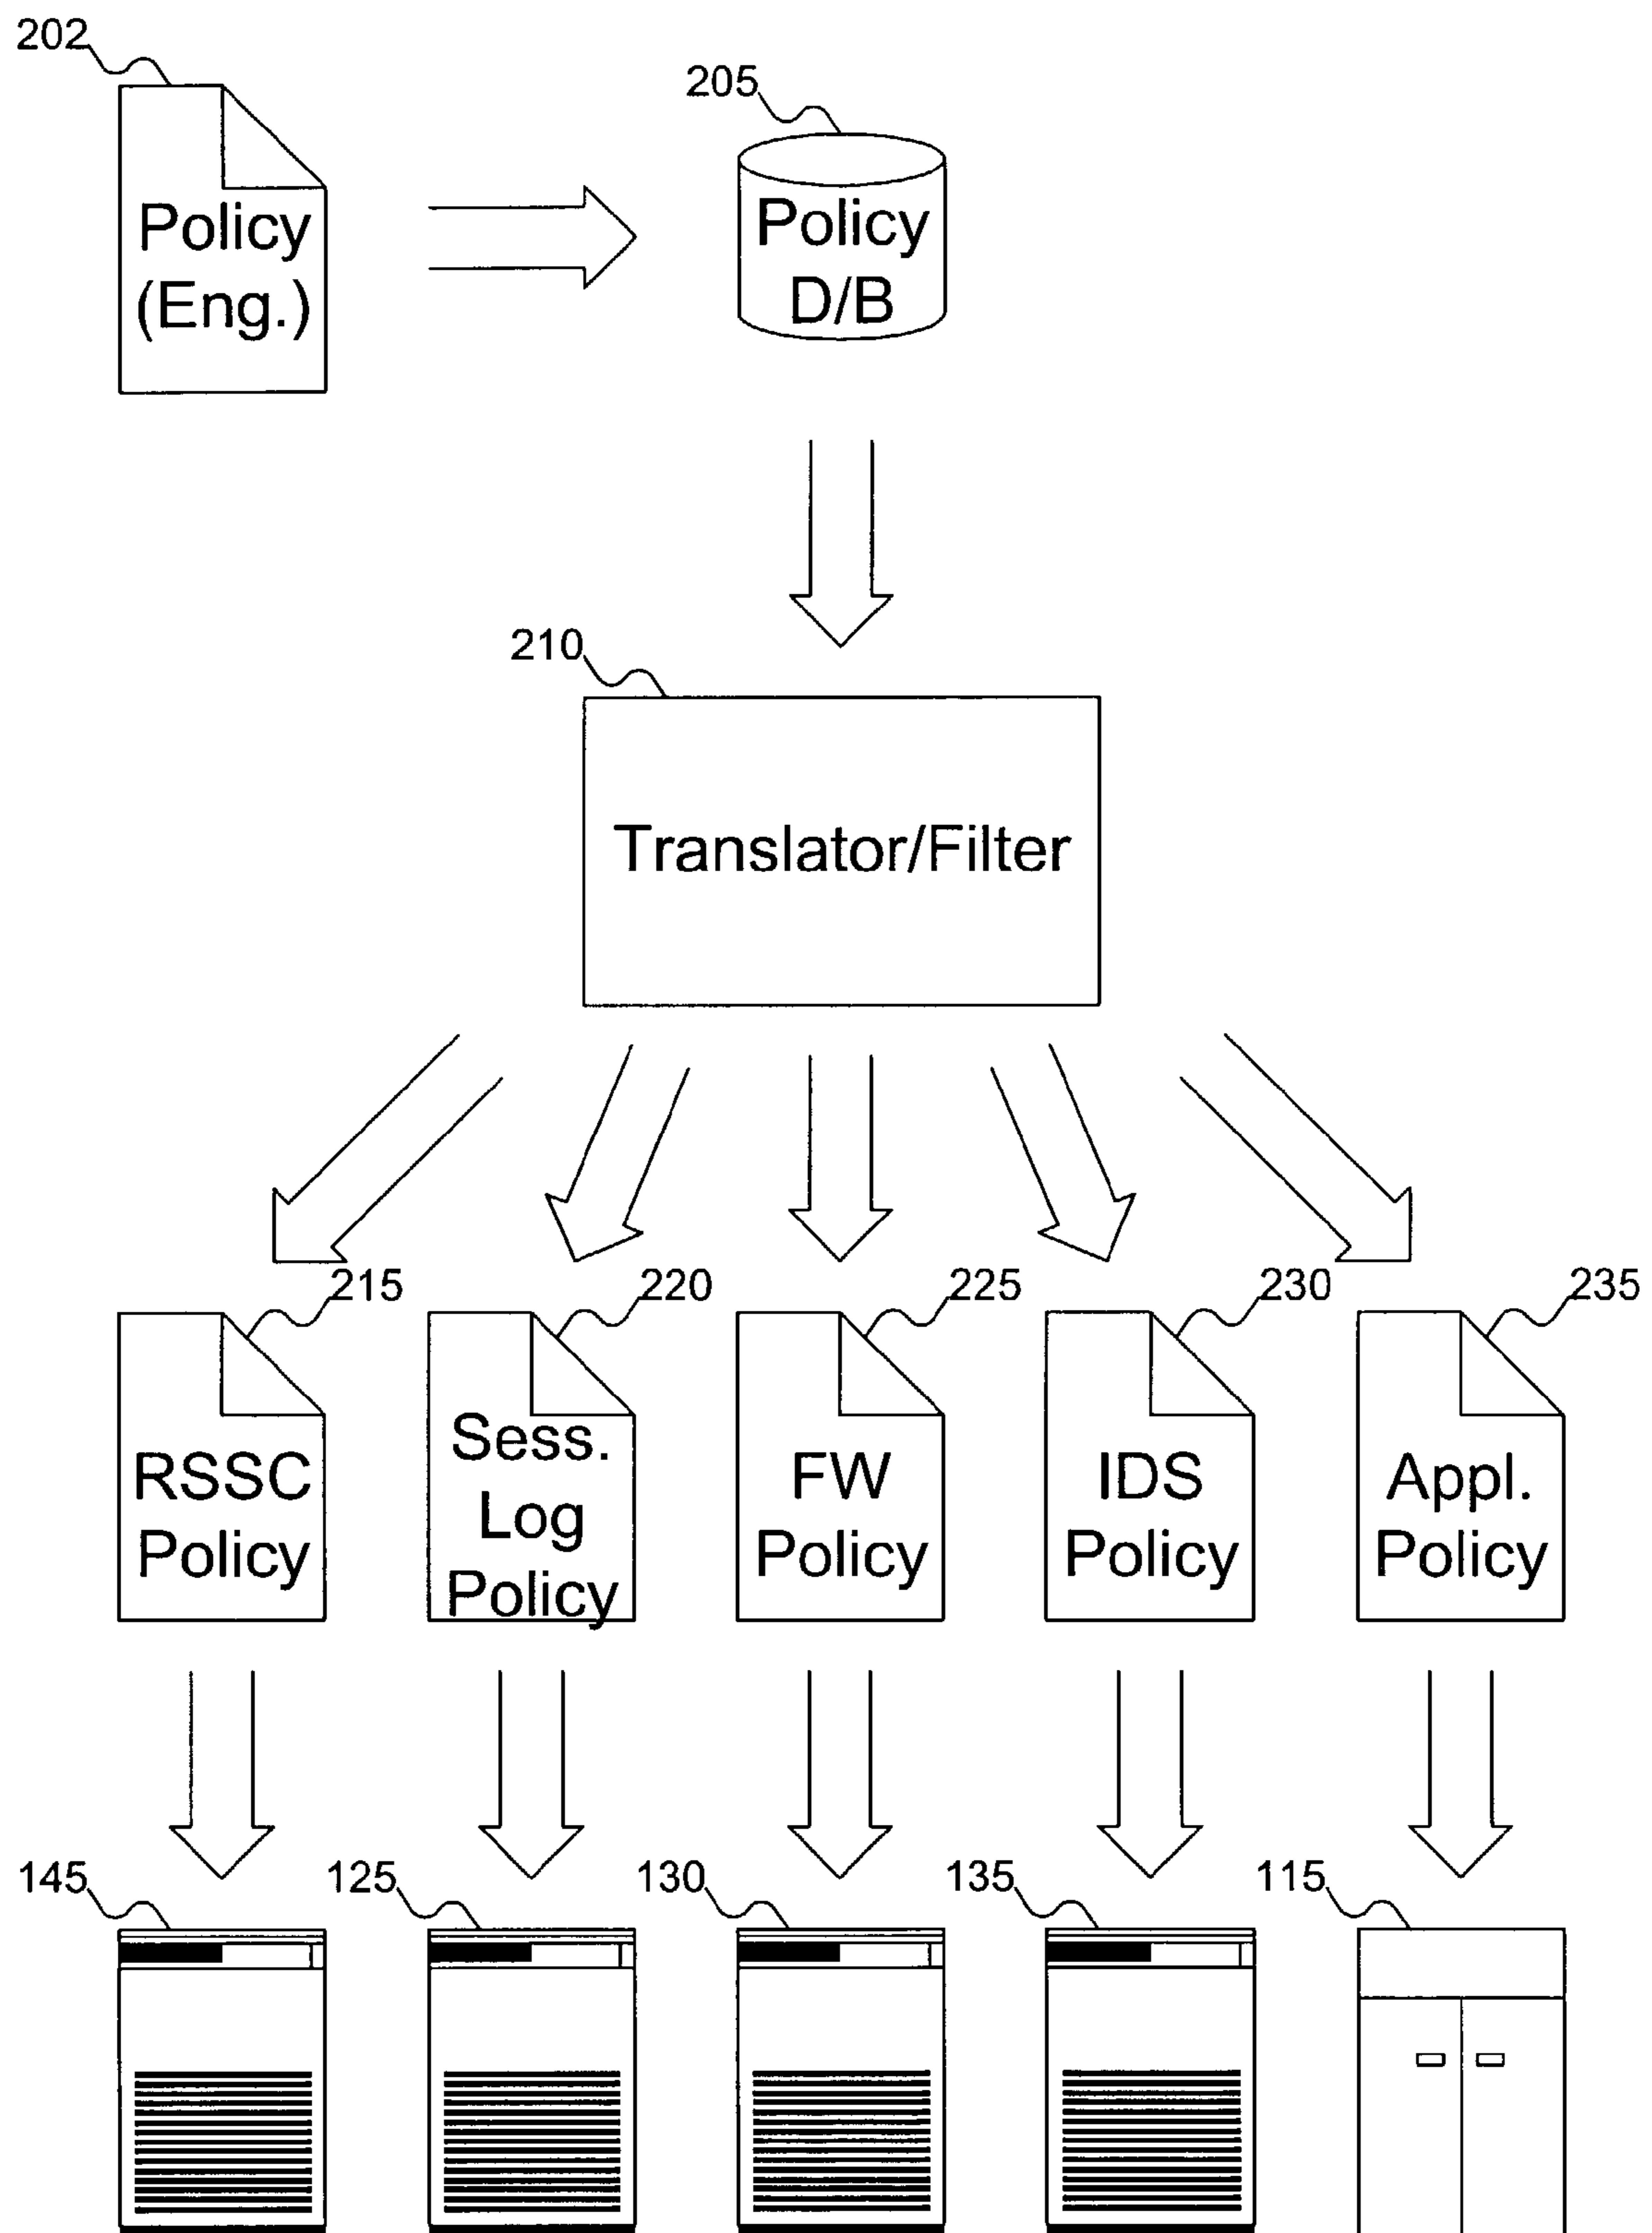 202
205
Policy
(Eng.)
Policy
D/B
210
Translator/Filter
215
220
225
230
235
RSSC
Policy
Sess.
Log
Policy
FW
Policy
IDS
Policy
Appl.
Policy
145
125
130
135
115